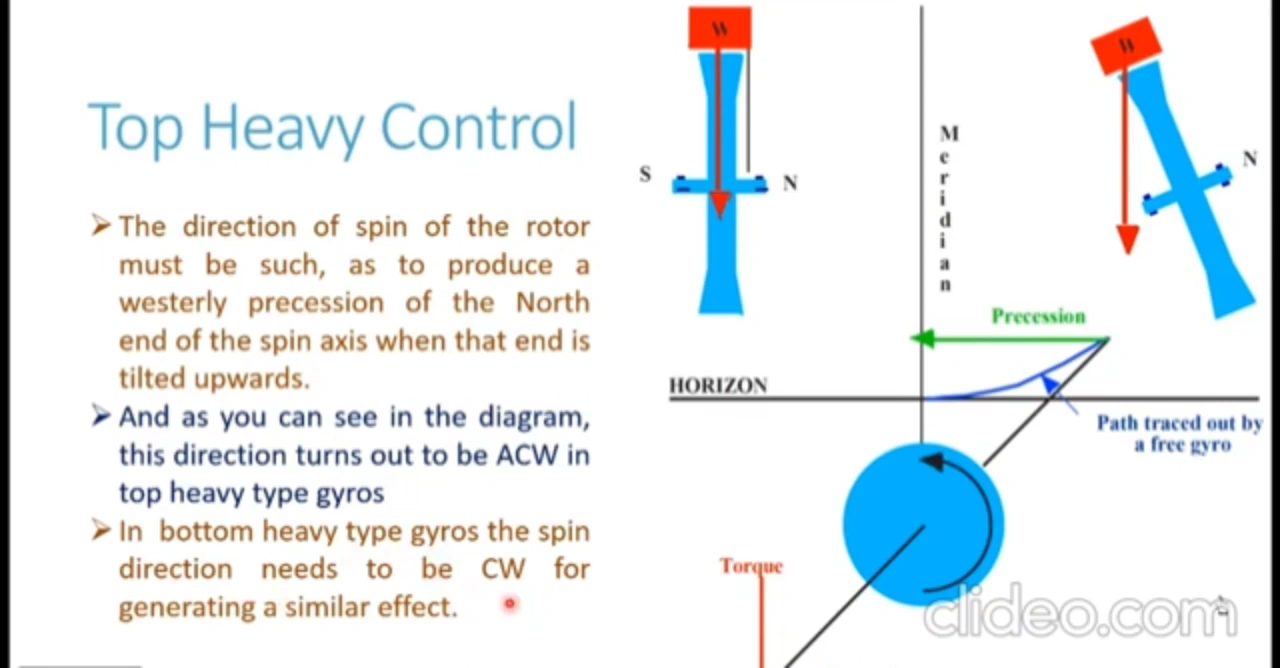 Top Heavy Control
➢ The direction of spin of the rotor
must be such, as to produce a
westerly precession of the North
end of the spin axis when that end is
tilted upwards.
➢ And as you can see in the diagram,
this direction turns out to be ACW in
top heavy type gyros
➢ In bottom heavy type gyros the spin
direction needs to be CW for
generating a similar effect.
W
S
N
Meridian
W
N
Precession
HORIZON
Path traced out by
a free gyro
Torque
clideo.com